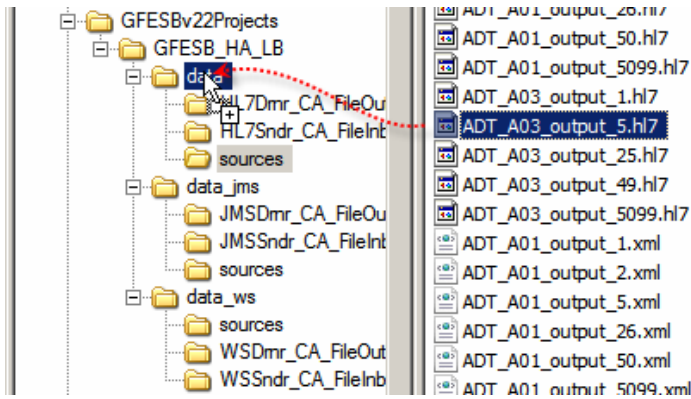 GFESBv22Projects
GFESB_HA_LB
data
HL7Dmr_CA_FileOut
HL7Sndr_CA_FileInb
sources
data_jms
JMSDmr_CA_FileOu
JMSSndr_CA_FileInb
sources
data_ws
sources
WSDmr_CA_FileOut
WSSndr_CA_FileInb
ADT_A01_output_26.hl7
ADT_A01_output_50.hl7
ADT_A01_output_5099.hl7
ADT_A03_output_1.hl7
ADT_A03_output_5.hl7
ADT_A03_output_25.hl7
ADT_A03_output_49.hl7
ADT_A03_output_5099.hl7
ADT_A01_output_1.xml
ADT_A01_output_2.xml
ADT_A01_output_5.xml
ADT_A01_output_26.xml
ADT_A01_output_50.xml
ADT_A01_output_5099.xml